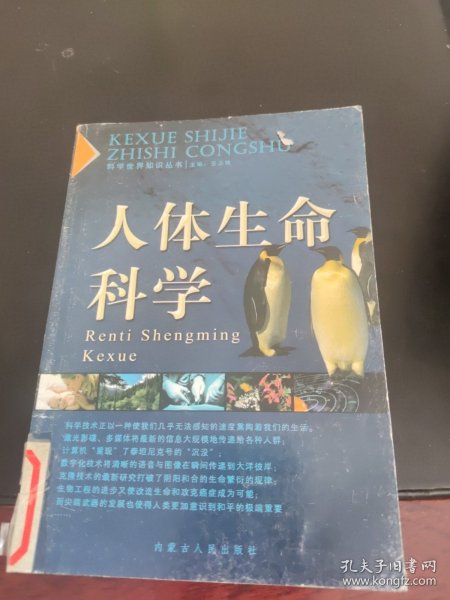 KEXUE SHIJIE
ZHISHI CONGSHU
科学世界知识丛书
主编:
人体生命
科学
Renti Shengming
Kexue
科学技术正以一种使我们几乎无法感知的速度熏陶着我们的生活。
激光影碟、多媒体将最新的信息大规模地传递给各种人群;
计算机“重现”了泰坦尼克号的“沉没”;
数字化技术将清晰的语音与图像在瞬间传递到大洋彼岸;
克隆技术的最新研究打破了阴阳和合的生命繁衍的规律;
生物工程的进步又使改造生命和攻克癌症成为可能;
而尖端武器的发展也使得人类更加意识到和平的极端重要
内蒙古人民出版社
孔夫子旧书网
www.kongfz.com